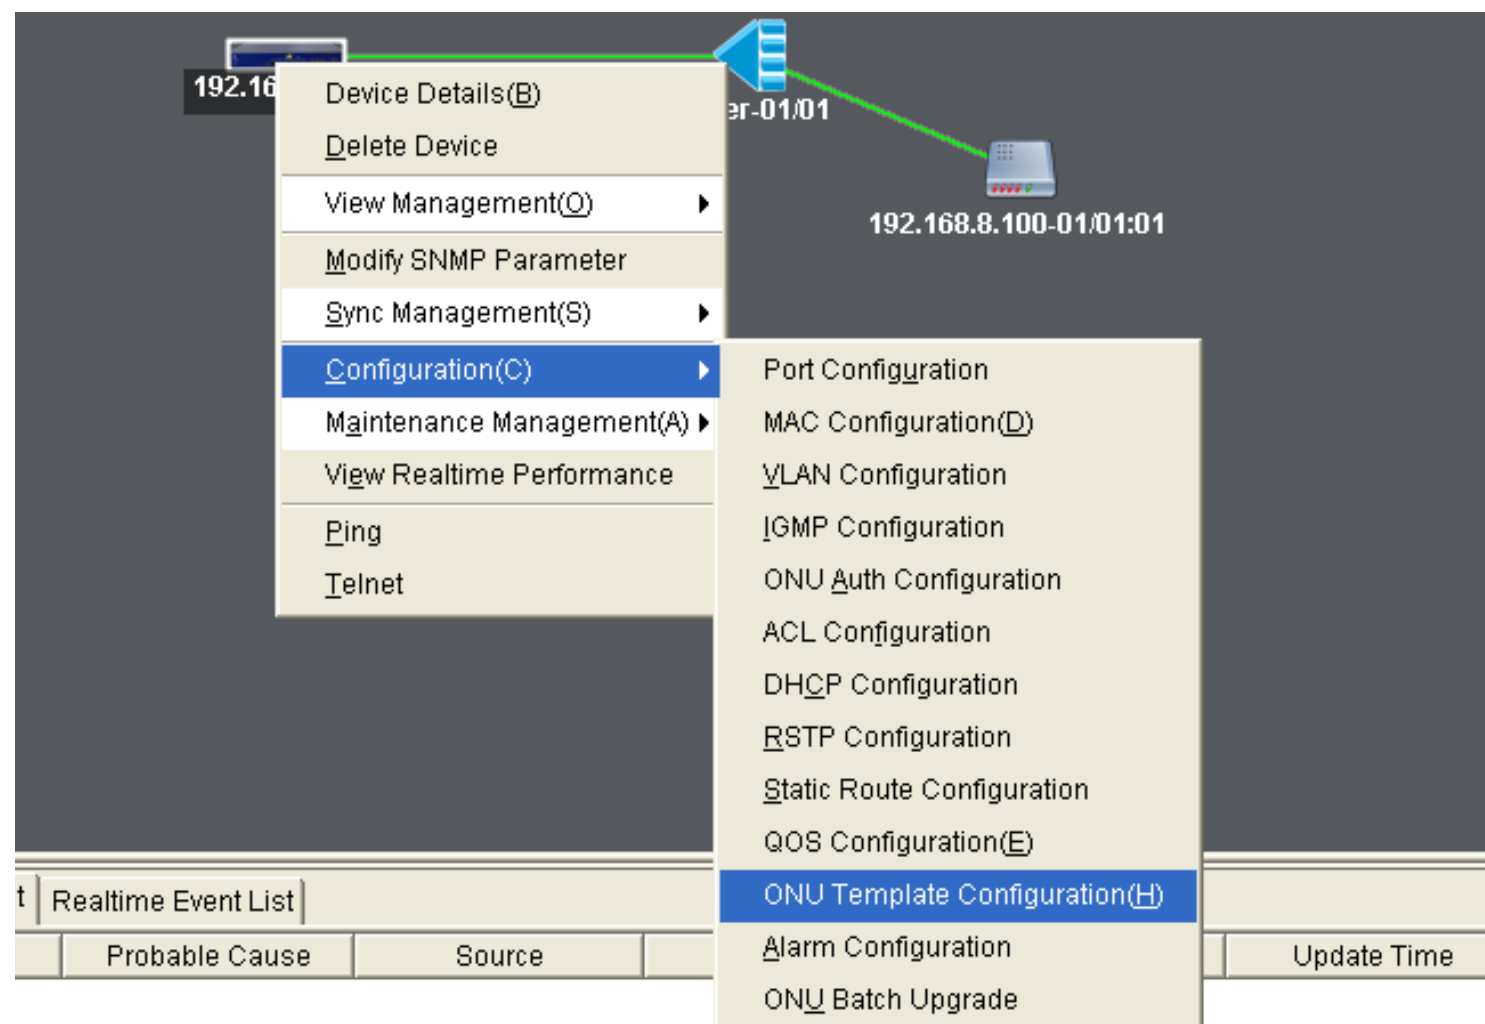 192.16
er-01/01
192.168.8.100-01/01:01
Device Details(B)
Delete Device
View Management(O)
Modify SNMP Parameter
Sync Management(S)
Configuration(C)
Maintenance Management(A)
View Realtime Performance
Ping
Telnet
Port Configuration
MAC Configuration(D)
VLAN Configuration
IGMP Configuration
ONU Auth Configuration
ACL Configuration
DHCP Configuration
RSTP Configuration
Static Route Configuration
QOS Configuration(E)
ONU Template Configuration(H)
Alarm Configuration
ONU Batch Upgrade
t Realtime Event List
Probable Cause Source Update Time